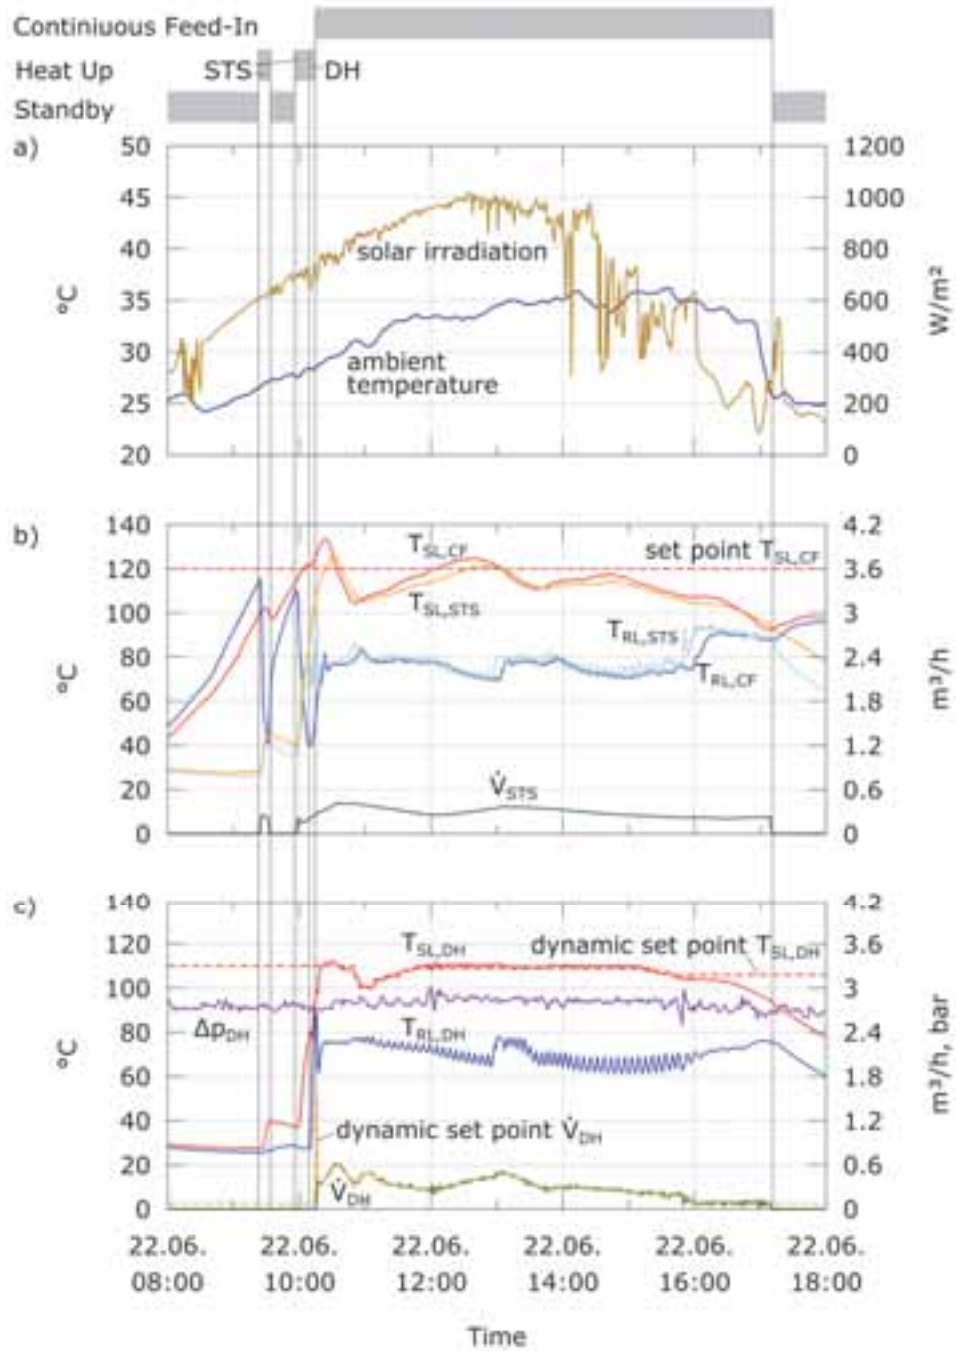 Continiuous Feed-In
Heat Up STS DH
Standby
a)
50 1200
45 1000
40 800
35 600
30 400
25 200
20 0
°C
W/m²
solar irradiation
ambient
temperature
b)
140 4.2
120 3.6
100 3
80 2.4
60 1.8
40 1.2
20 0.6
0 0
°C
m³/h
T_SL,CF
set point T_SL,CF
T_SL,STS
T_RL,STS
T_RL,CF
V̇_STS
c)
140 4.2
120 3.6
100 3
80 2.4
60 1.8
40 1.2
20 0.6
0 0
°C
m³/h, bar
T_SL,DH
dynamic set point T_SL,DH
Δp_DH
T_RL,DH
dynamic set point V̇_DH
V̇_DH
22.06. 22.06. 22.06. 22.06. 22.06. 22.06.
08:00 10:00 12:00 14:00 16:00 18:00
Time